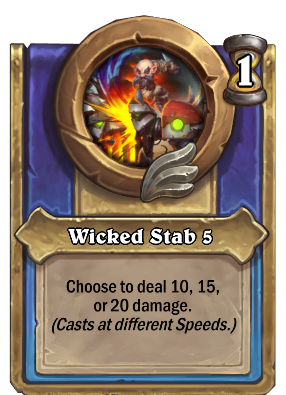 1
Wicked Stab 5
Choose to deal 10, 15,
or 20 damage.
(Casts at different Speeds.)